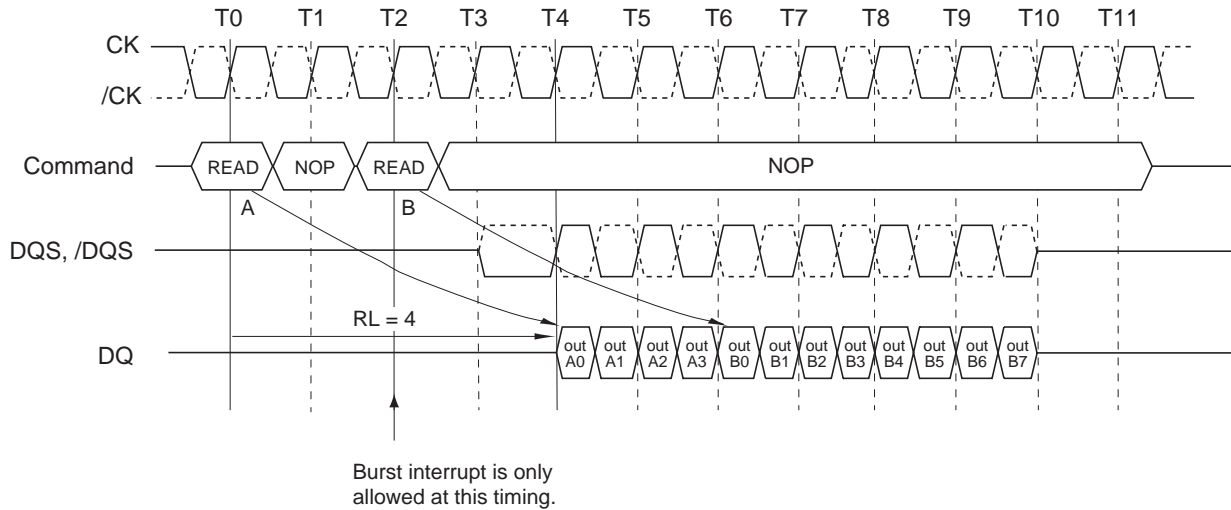 T0 T1 T2 T3 T4 T5 T6 T7 T8 T9 T10 T11
CK
/CK
Command READ NOP READ NOP
A B
DQS, /DQS
RL = 4
DQ
out A0 out A1 out A2 out A3 out B0 out B1 out B2 out B3 out B4 out B5 out B6 out B7
Burst interrupt is only
allowed at this timing.